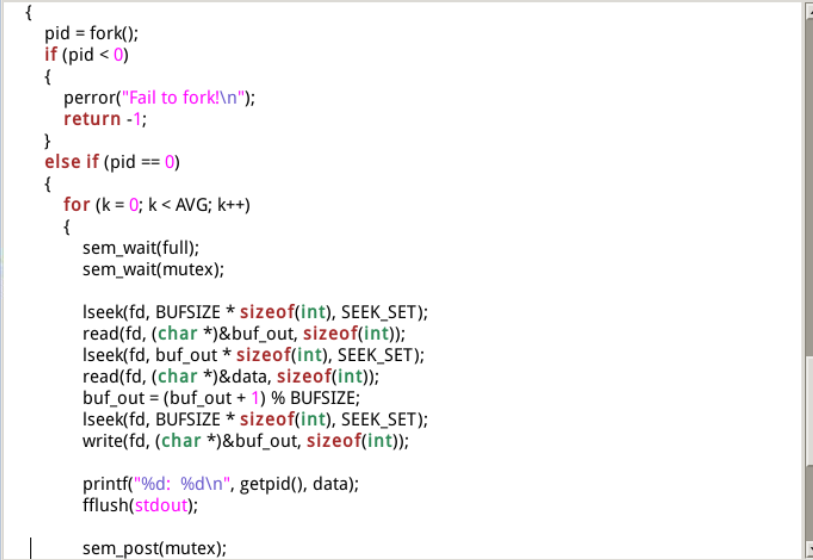 {
pid = fork();
if (pid < 0)
{
perror("Fail to fork!\n");
return -1;
}
else if (pid == 0)
{
for (k = 0; k < AVG; k++)
{
sem_wait(full);
sem_wait(mutex);
lseek(fd, BUFSIZE * sizeof(int), SEEK_SET);
read(fd, (char *)&buf_out, sizeof(int));
lseek(fd, buf_out * sizeof(int), SEEK_SET);
read(fd, (char *)&data, sizeof(int));
buf_out = (buf_out + 1) % BUFSIZE;
lseek(fd, BUFSIZE * sizeof(int), SEEK_SET);
write(fd, (char *)&buf_out, sizeof(int));
printf("%d:  %d\n", getpid(), data);
fflush(stdout);
sem_post(mutex);